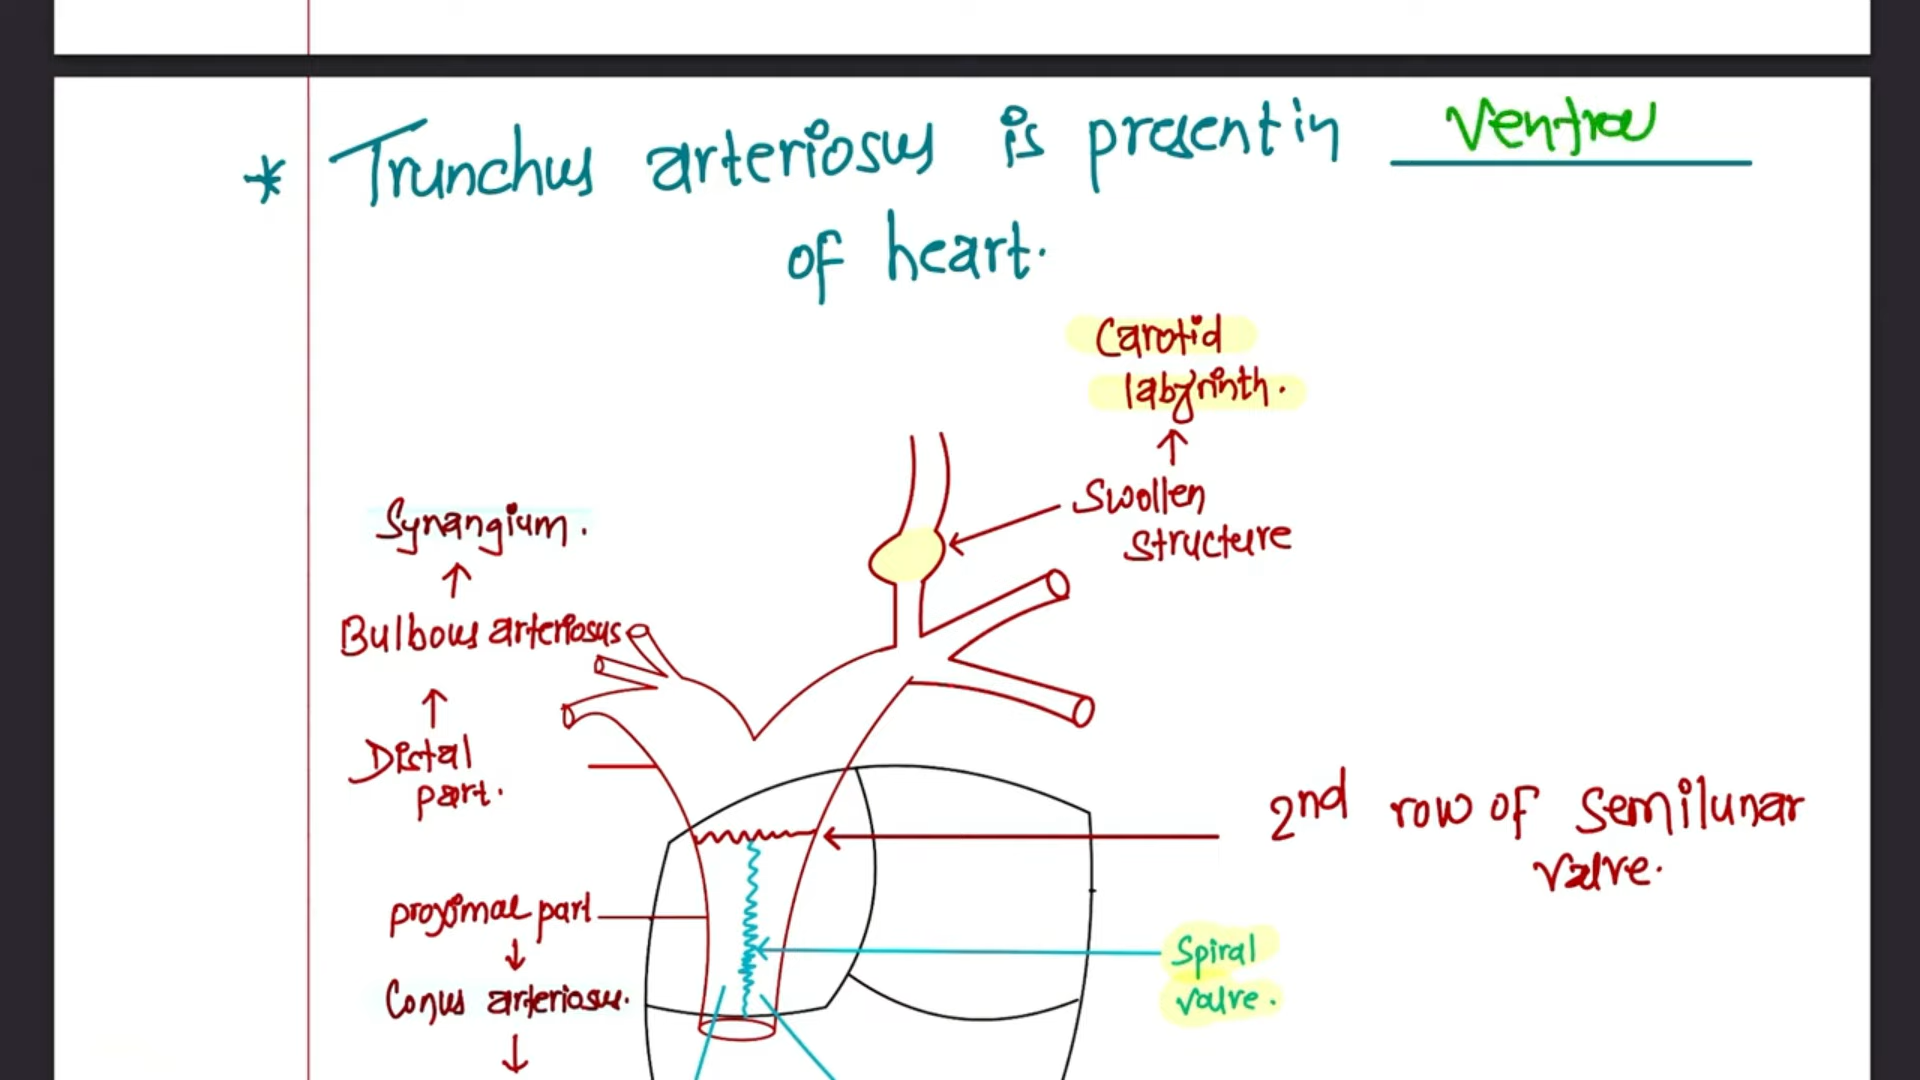 * Trunchus arteriosus is present in Ventral
of heart.
Carotid
labyrinth.
Swollen
structure
Synangium.
Bulbous arteriosus
Distal
part.
2nd row of semilunar
valve.
proximal part
Spiral
valve.
Conus arteriosus.